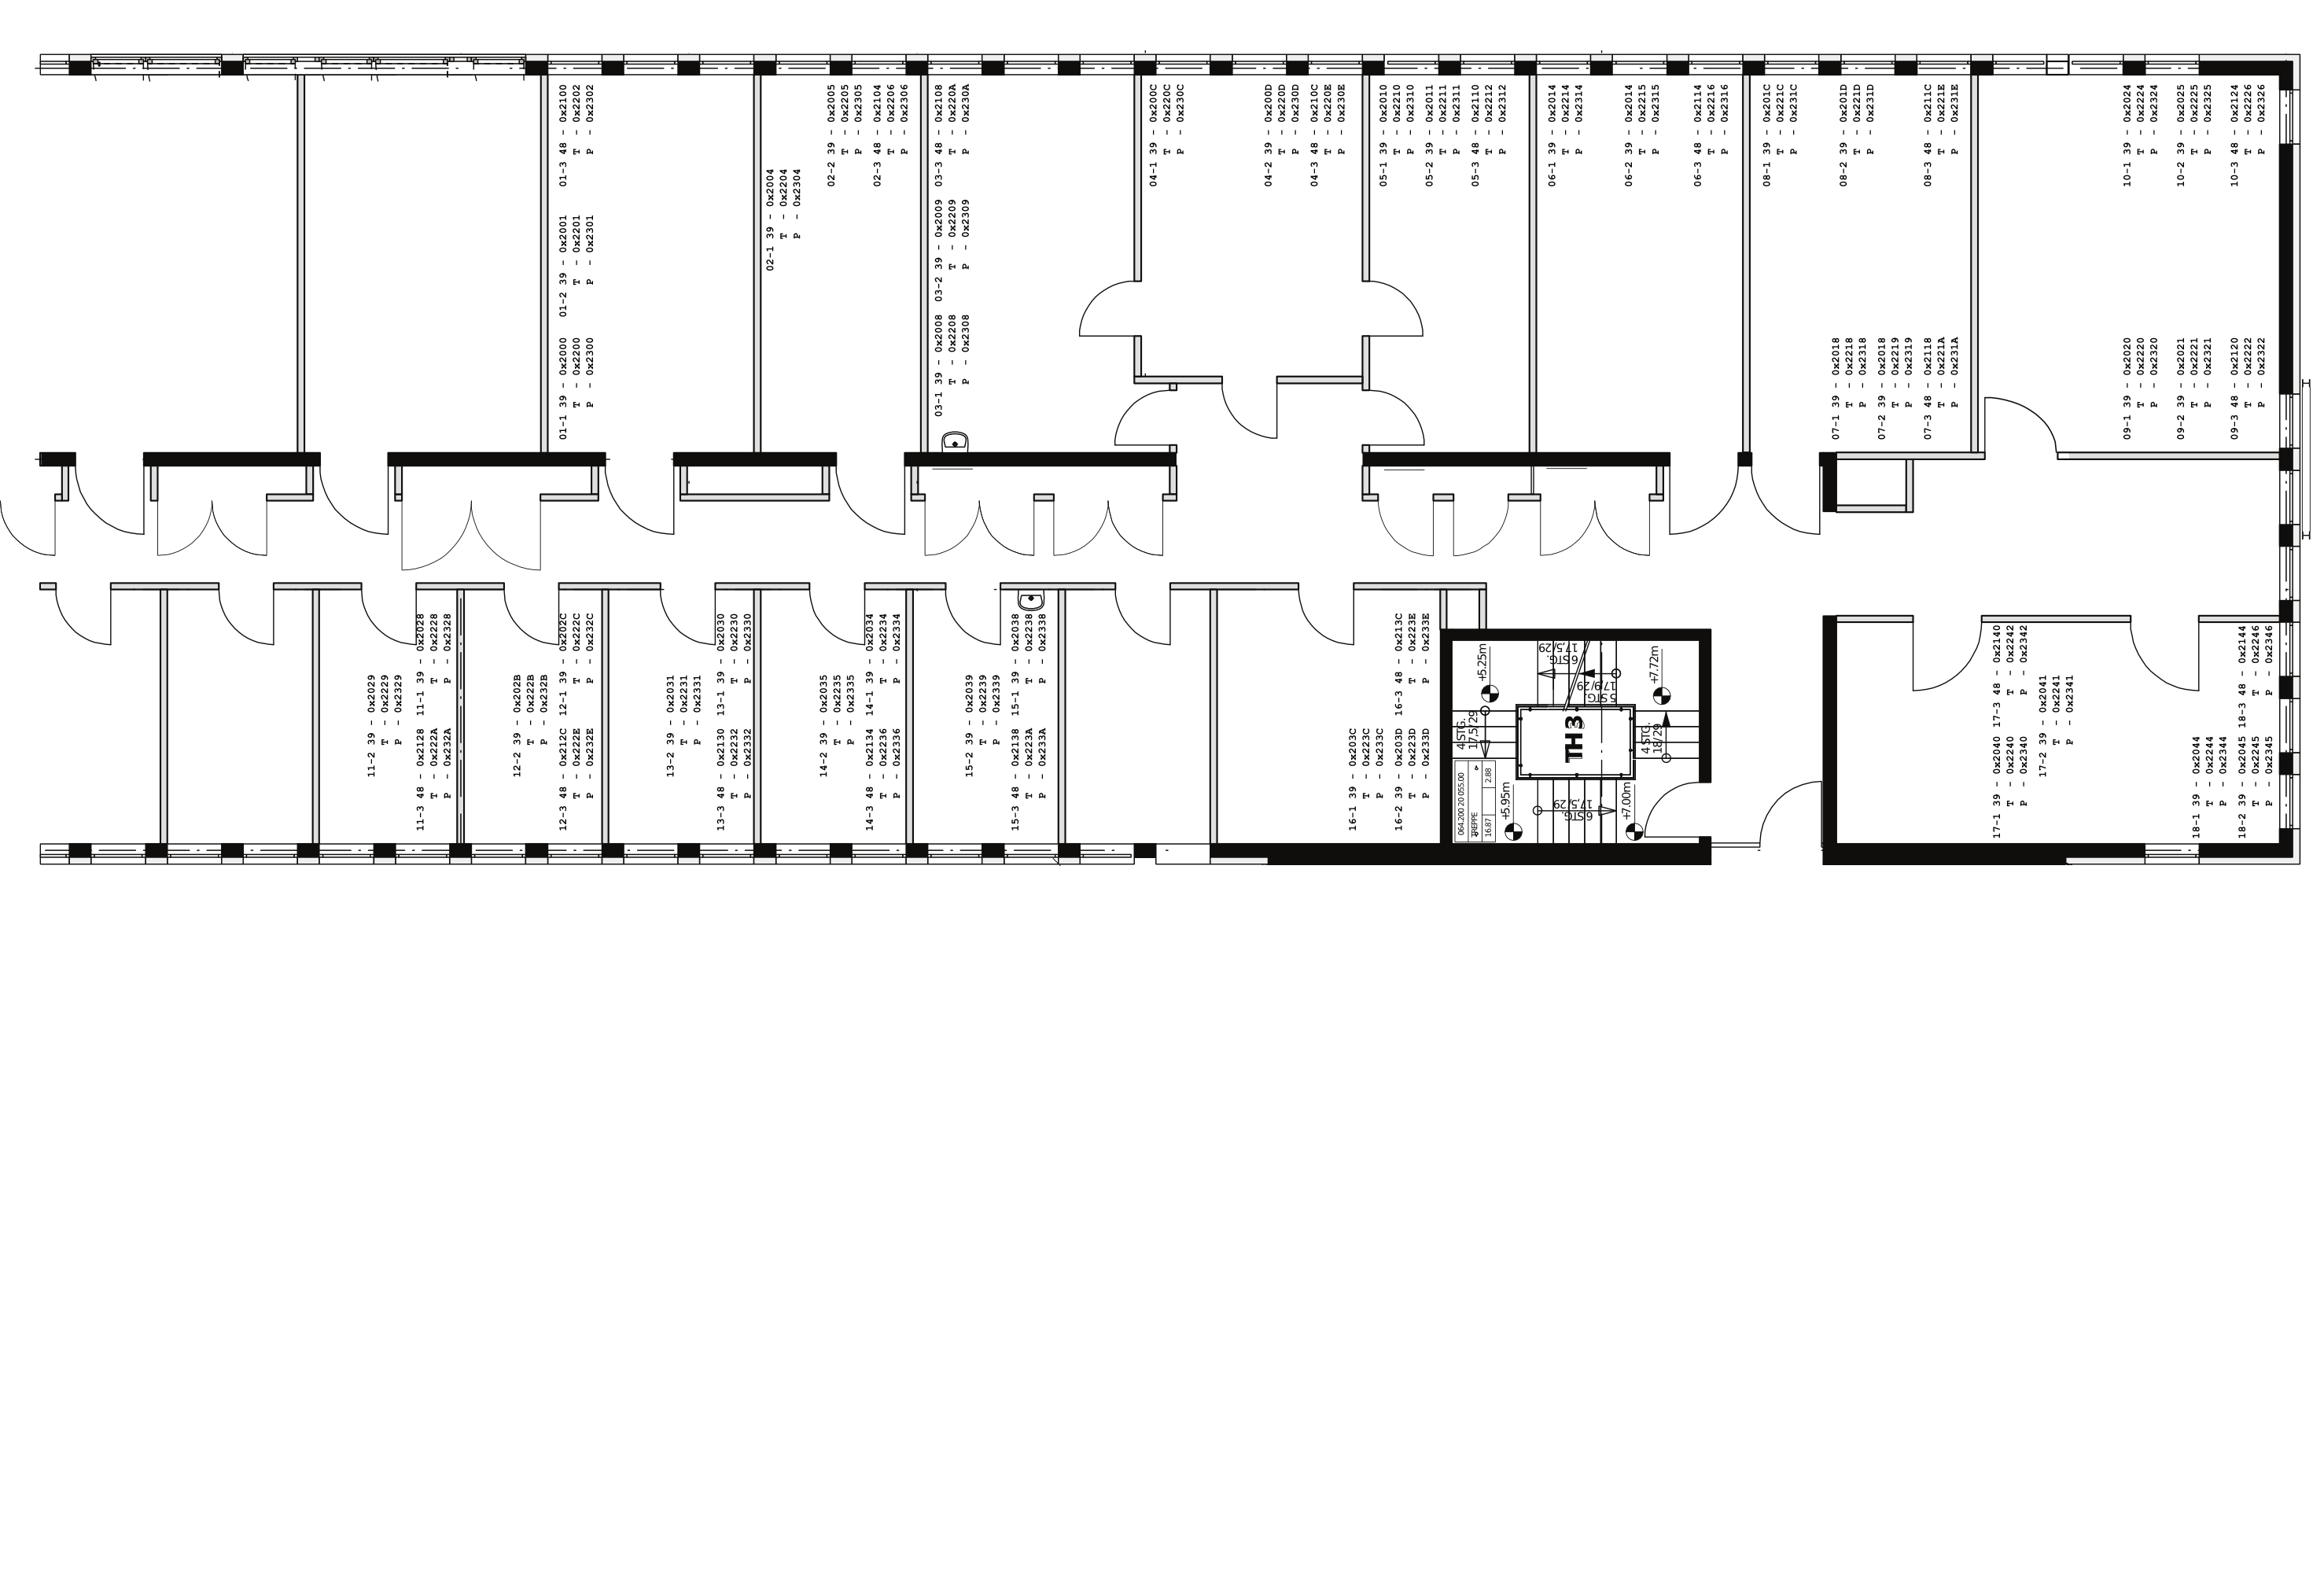 01-3 48 - 0x2100
T - 0x2202
P - 0x2302
01-2 39 - 0x2001
T - 0x2201
P - 0x2301
01-1 39 - 0x2000
T - 0x2200
P - 0x2300
02-1 39 - 0x2004
T - 0x2204
P - 0x2304
02-2 39 - 0x2005
T - 0x2205
P - 0x2305
02-3 48 - 0x2104
T - 0x2206
P - 0x2306
03-1 39 - 0x2008 03-2 39 - 0x2009 03-3 48 - 0x2108
T - 0x2208 T - 0x2209 T - 0x220A
P - 0x2308 P - 0x2309 P - 0x230A
04-1 39 - 0x200C
T - 0x220C
P - 0x230C
04-2 39 - 0x200D
T - 0x220D
P - 0x230D
04-3 48 - 0x210C
T - 0x220E
P - 0x230E
05-1 39 - 0x2010
T - 0x2210
P - 0x2310
05-2 39 - 0x2011
T - 0x2211
P - 0x2311
05-3 48 - 0x2110
T - 0x2212
P - 0x2312
06-1 39 - 0x2014
T - 0x2214
P - 0x2314
06-2 39 - 0x2014
T - 0x2215
P - 0x2315
06-3 48 - 0x2114
T - 0x2216
P - 0x2316
08-1 39 - 0x201C
T - 0x221C
P - 0x231C
08-2 39 - 0x201D
T - 0x221D
P - 0x231D
08-3 48 - 0x211C
T - 0x221E
P - 0x231E
10-1 39 - 0x2024
T - 0x2224
P - 0x2324
10-2 39 - 0x2025
T - 0x2225
P - 0x2325
10-3 48 - 0x2124
T - 0x2226
P - 0x2326
07-1 39 - 0x2018
T - 0x2218
P - 0x2318
07-2 39 - 0x2018
T - 0x2219
P - 0x2319
07-3 48 - 0x2118
T - 0x221A
P - 0x231A
09-1 39 - 0x2020
T - 0x2220
P - 0x2320
09-2 39 - 0x2021
T - 0x2221
P - 0x2321
09-3 48 - 0x2120
T - 0x2222
P - 0x2322
11-2 39 - 0x2029
T - 0x2229
P - 0x2329
11-3 48 - 0x2128 11-1 39 - 0x2028
T - 0x222A T - 0x2228
P - 0x232A P - 0x2328
12-2 39 - 0x202B
T - 0x222B
P - 0x232B
12-3 48 - 0x212C 12-1 39 - 0x202C
T - 0x222E T - 0x222C
P - 0x232E P - 0x232C
13-2 39 - 0x2031
T - 0x2231
P - 0x2331
13-3 48 - 0x2130 13-1 39 - 0x2030
T - 0x2232 T - 0x2230
P - 0x2332 P - 0x2330
14-2 39 - 0x2035
T - 0x2235
P - 0x2335
14-3 48 - 0x2134 14-1 39 - 0x2034
T - 0x2236 T - 0x2234
P - 0x2336 P - 0x2334
15-2 39 - 0x2039
T - 0x2239
P - 0x2339
15-3 48 - 0x2138 15-1 39 - 0x2038
T - 0x223A T - 0x2238
P - 0x233A P - 0x2338
16-1 39 - 0x203C
T - 0x223C
P - 0x233C
16-2 39 - 0x203D 16-3 48 - 0x213C
T - 0x223D T - 0x223E
P - 0x233D P - 0x233E
+5.25m
6 STG.
17,5/29
5 STG.
17,9/29
+7.72m
4 STG.
17,5/29
TH 3
4 STG.
18/29
064.200 20 055.00
TREPPE
16.87 2.88
+5.95m
6 STG.
17,5/29
+7.00m
17-1 39 - 0x2040 17-3 48 - 0x2140
T - 0x2240 T - 0x2242
P - 0x2340 P - 0x2342
17-2 39 - 0x2041
T - 0x2241
P - 0x2341
18-1 39 - 0x2044
T - 0x2244
P - 0x2344
18-2 39 - 0x2045 18-3 48 - 0x2144
T - 0x2245 T - 0x2246
P - 0x2345 P - 0x2346